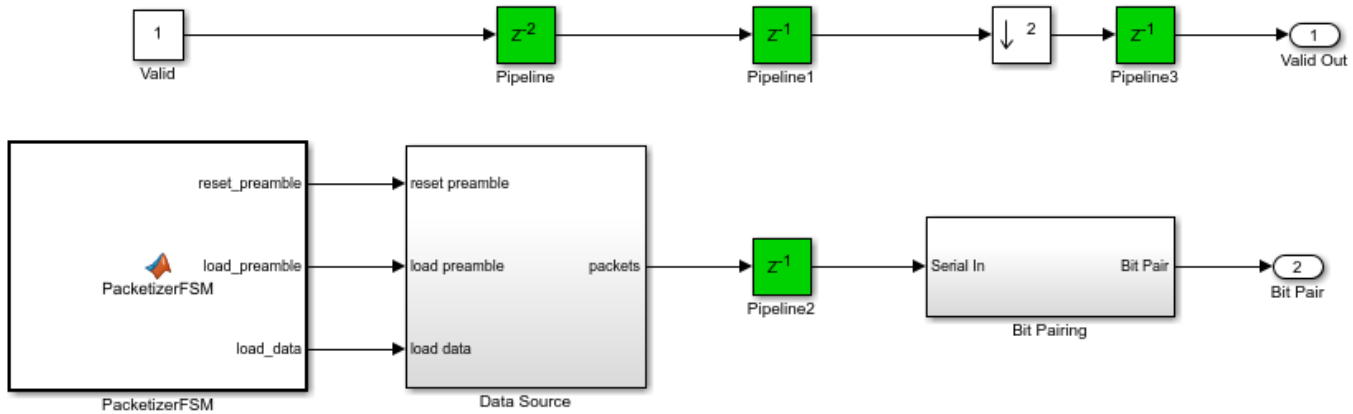 1
Valid
Z-2
Pipeline
Z-1
Pipeline1
↓ 2
Z-1
Pipeline3
1
Valid Out
reset_preamble
load_preamble
load_data
PacketizerFSM
PacketizerFSM
reset preamble
load preamble
load data
packets
Data Source
Z-1
Pipeline2
Serial In
Bit Pair
Bit Pairing
2
Bit Pair